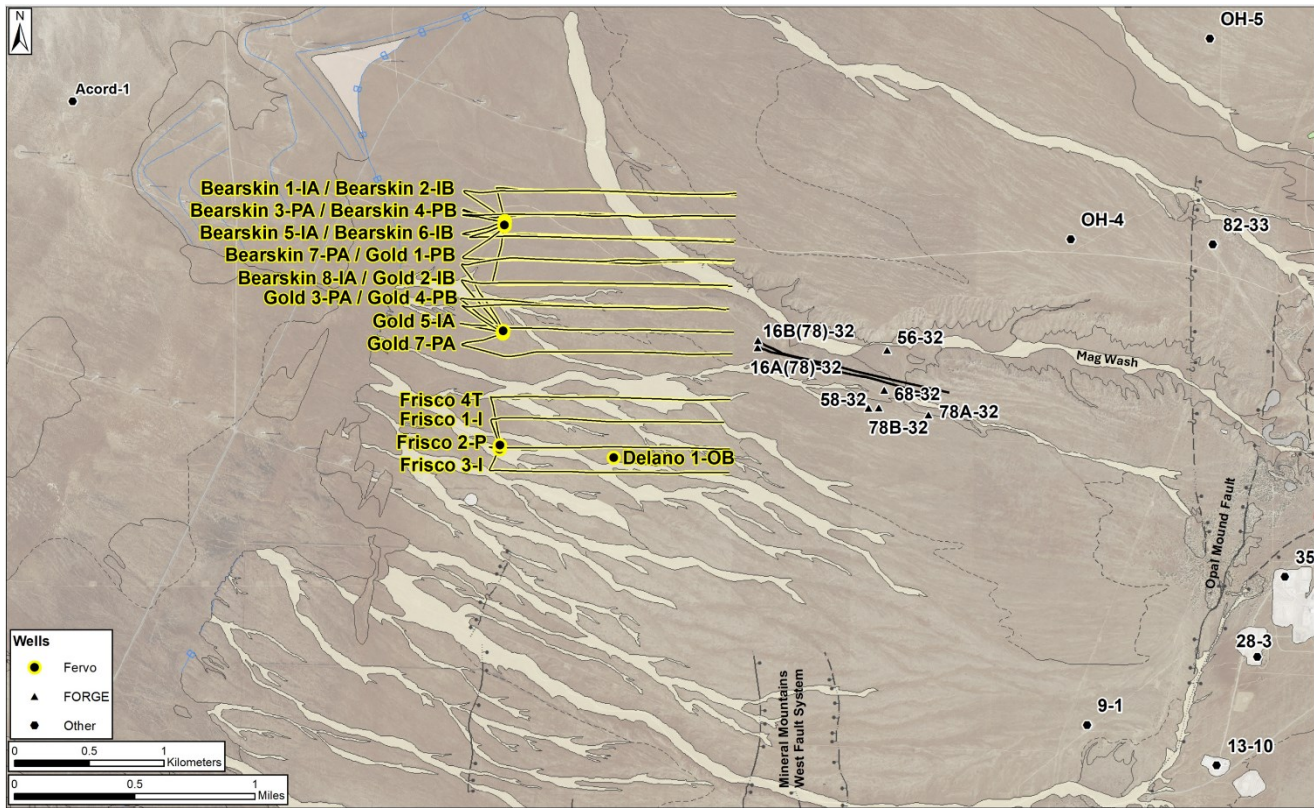 N
OH-5
Acord-1
Bearskin 1-IA / Bearskin 2-IB
Bearskin 3-PA / Bearskin 4-PB
Bearskin 5-IA / Bearskin 6-IB
Bearskin 7-PA / Gold 1-PB
Bearskin 8-IA / Gold 2-IB
Gold 3-PA / Gold 4-PB
Gold 5-IA
Gold 7-PA
OH-4
82-33
16B(78)-32
56-32
Mag Wash
16A(78)-32
68-32
58-32
78A-32
78B-32
Frisco 4T
Frisco 1-I
Frisco 2-P
Frisco 3-I
Delano 1-OB
Opal Mound Fault
35
28-3
9-1
13-10
Mineral Mountains
West Fault System
Wells
Fervo
FORGE
Other
0 0.5 1
Kilometers
0 0.5 1
Miles